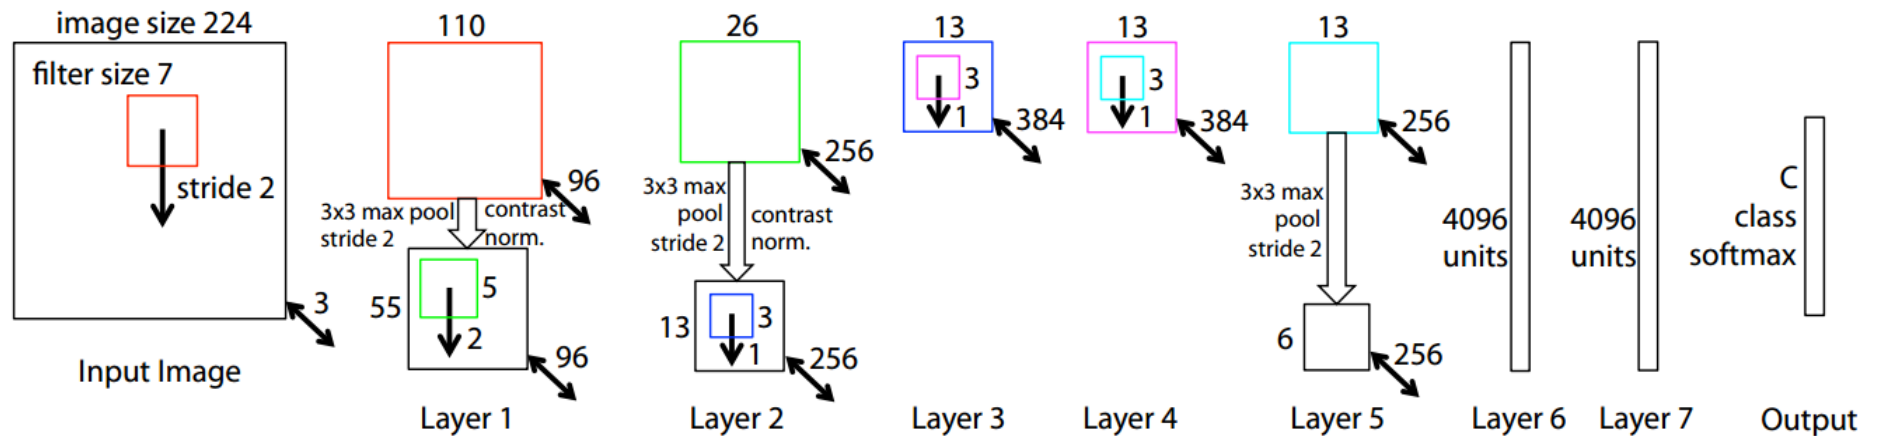 image size 224
filter size 7
stride 2
3
Input Image
110
96
3x3 max pool
stride 2
contrast
norm.
55
5
2
96
Layer 1
26
256
3x3 max
pool
stride 2
contrast
norm.
13
3
1
256
Layer 2
13
3
1
384
Layer 3
13
3
1
384
Layer 4
13
256
3x3 max
pool
stride 2
6
256
Layer 5
4096
units
Layer 6
4096
units
Layer 7
C
class
softmax
Output